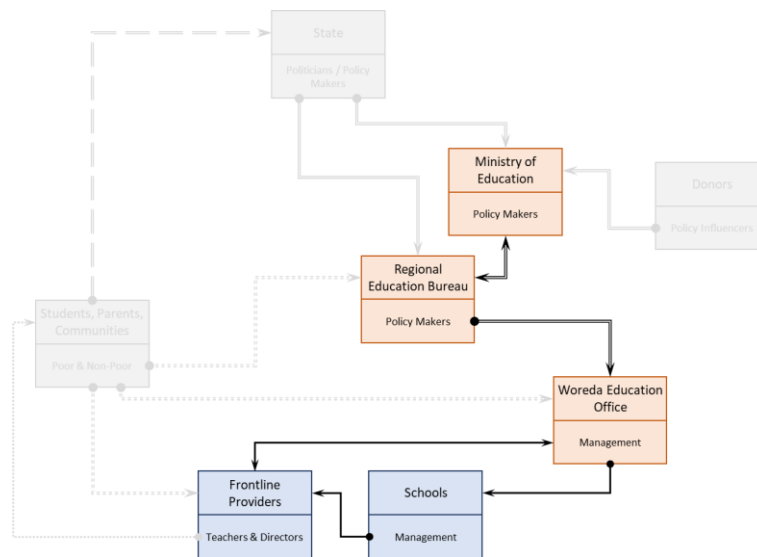 State
Politicians / Policy
Makers
Ministry of
Education
Policy Makers
Donors
Policy Influencers
Regional
Education Bureau
Policy Makers
Students, Parents,
Communities
Poor & Non-Poor
Woreda Education
Office
Management
Frontline
Providers
Teachers & Directors
Schools
Management